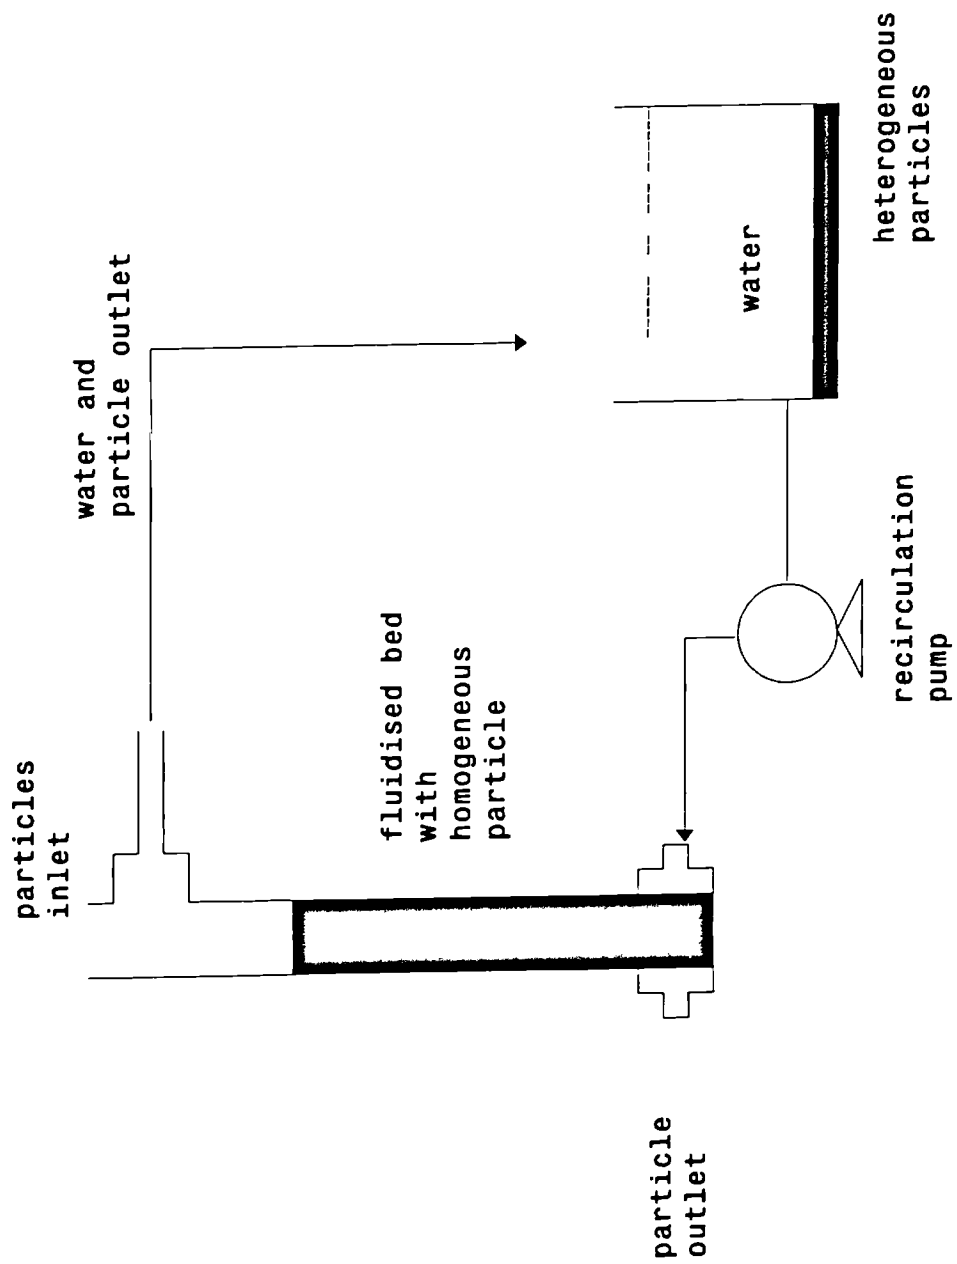 particles
inlet
water and
particle outlet
fluidised bed
with
homogeneous
particle
water
heterogeneous
particles
recirculation
pump
particle
outlet